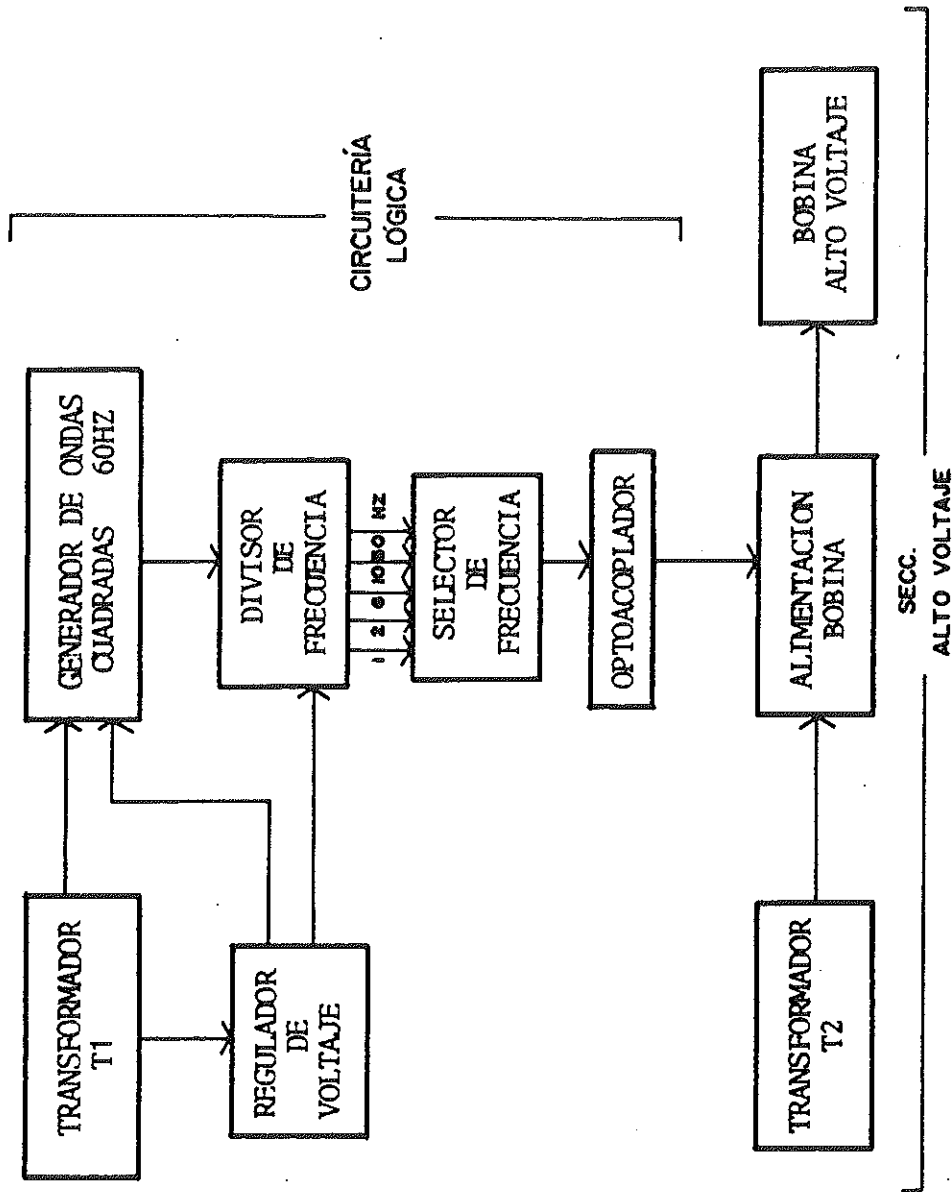 TRANSFORMADOR
T1
GENERADOR DE ONDAS
CUADRADAS 60HZ
REGULADOR
DE
VOLTAJE
DIVISOR
DE
FRECUENCIA
1 2 6 10 30 HZ
SELECTOR
DE
FRECUENCIA
OPTOACOPLADOR
CIRCUITERÍA
LÓGICA
TRANSFORMADOR
T2
ALIMENTACION
BOBINA
BOBINA
ALTO VOLTAJE
SECC.
ALTO VOLTAJE